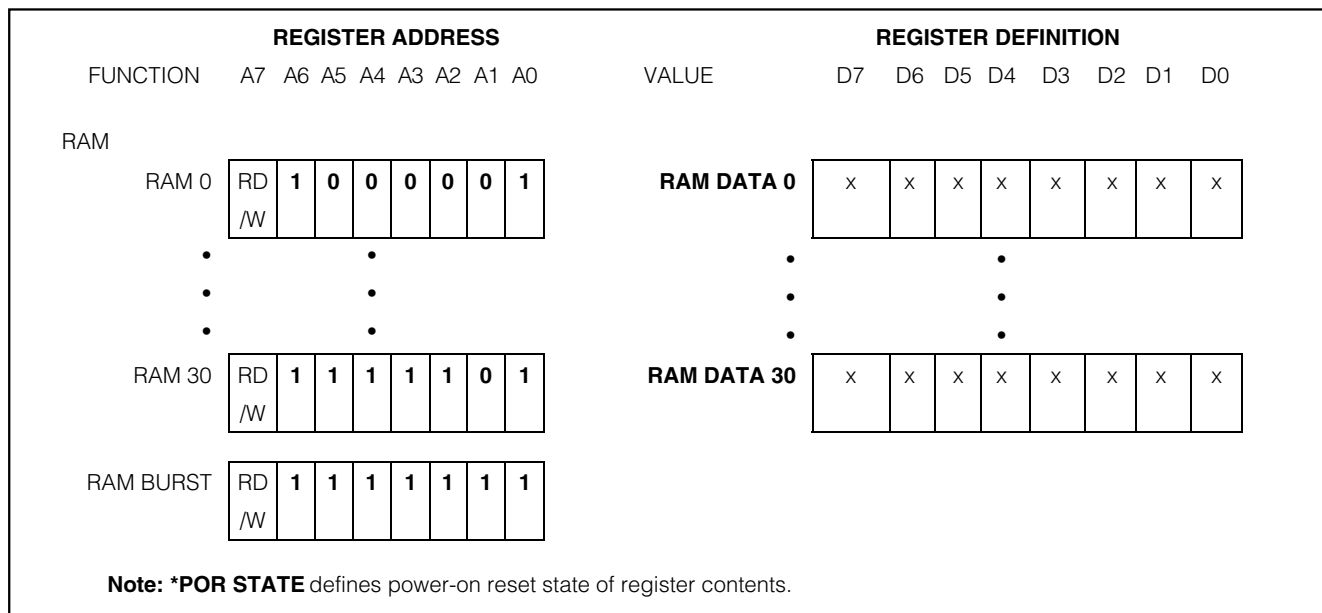 REGISTER ADDRESS REGISTER DEFINITION
FUNCTION A7 A6 A5 A4 A3 A2 A1 A0 VALUE D7 D6 D5 D4 D3 D2 D1 D0
RAM
RAM 0 RD /W 1 0 0 0 0 0 1 RAM DATA 0 x x x x x x x x
• • • •
• • • •
• • • •
RAM 30 RD /W 1 1 1 1 1 0 1 RAM DATA 30 x x x x x x x x
RAM BURST RD /W 1 1 1 1 1 1 1
Note: *POR STATE defines power-on reset state of register contents.